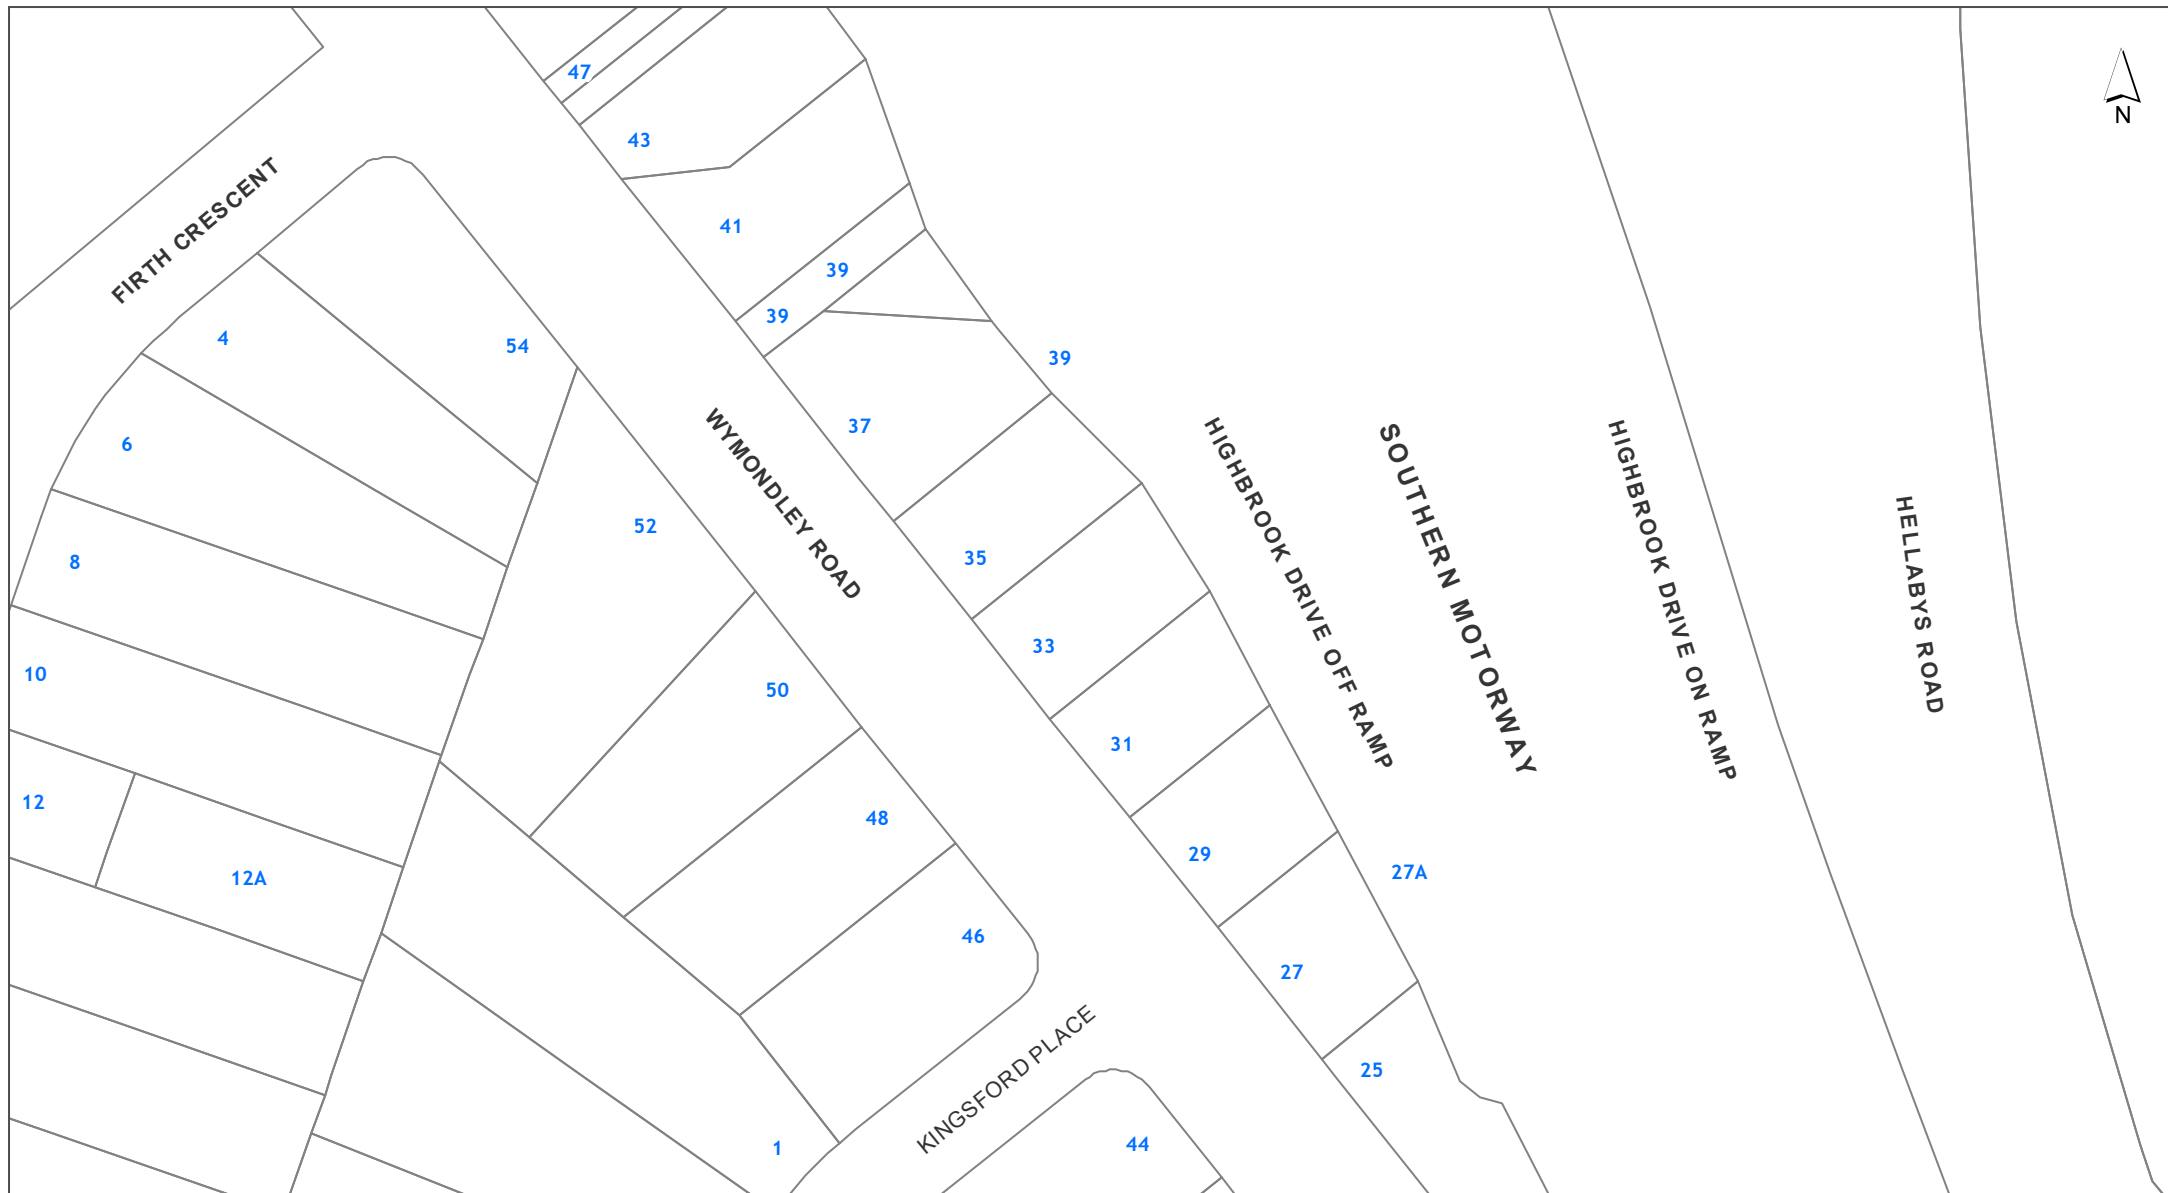 47
N
43
FIRTH CRESCENT
41
39
39
4
54
39
37
6
WYMONDLEY ROAD
HIGHBROOK DRIVE OFF RAMP
SOUTHERN MOTORWAY
HIGHBROOK DRIVE ON RAMP
HELLABYS ROAD
52
8
35
33
10
50
31
12
48
29
12A
27A
46
27
KINGSFORD PLACE
25
1
44